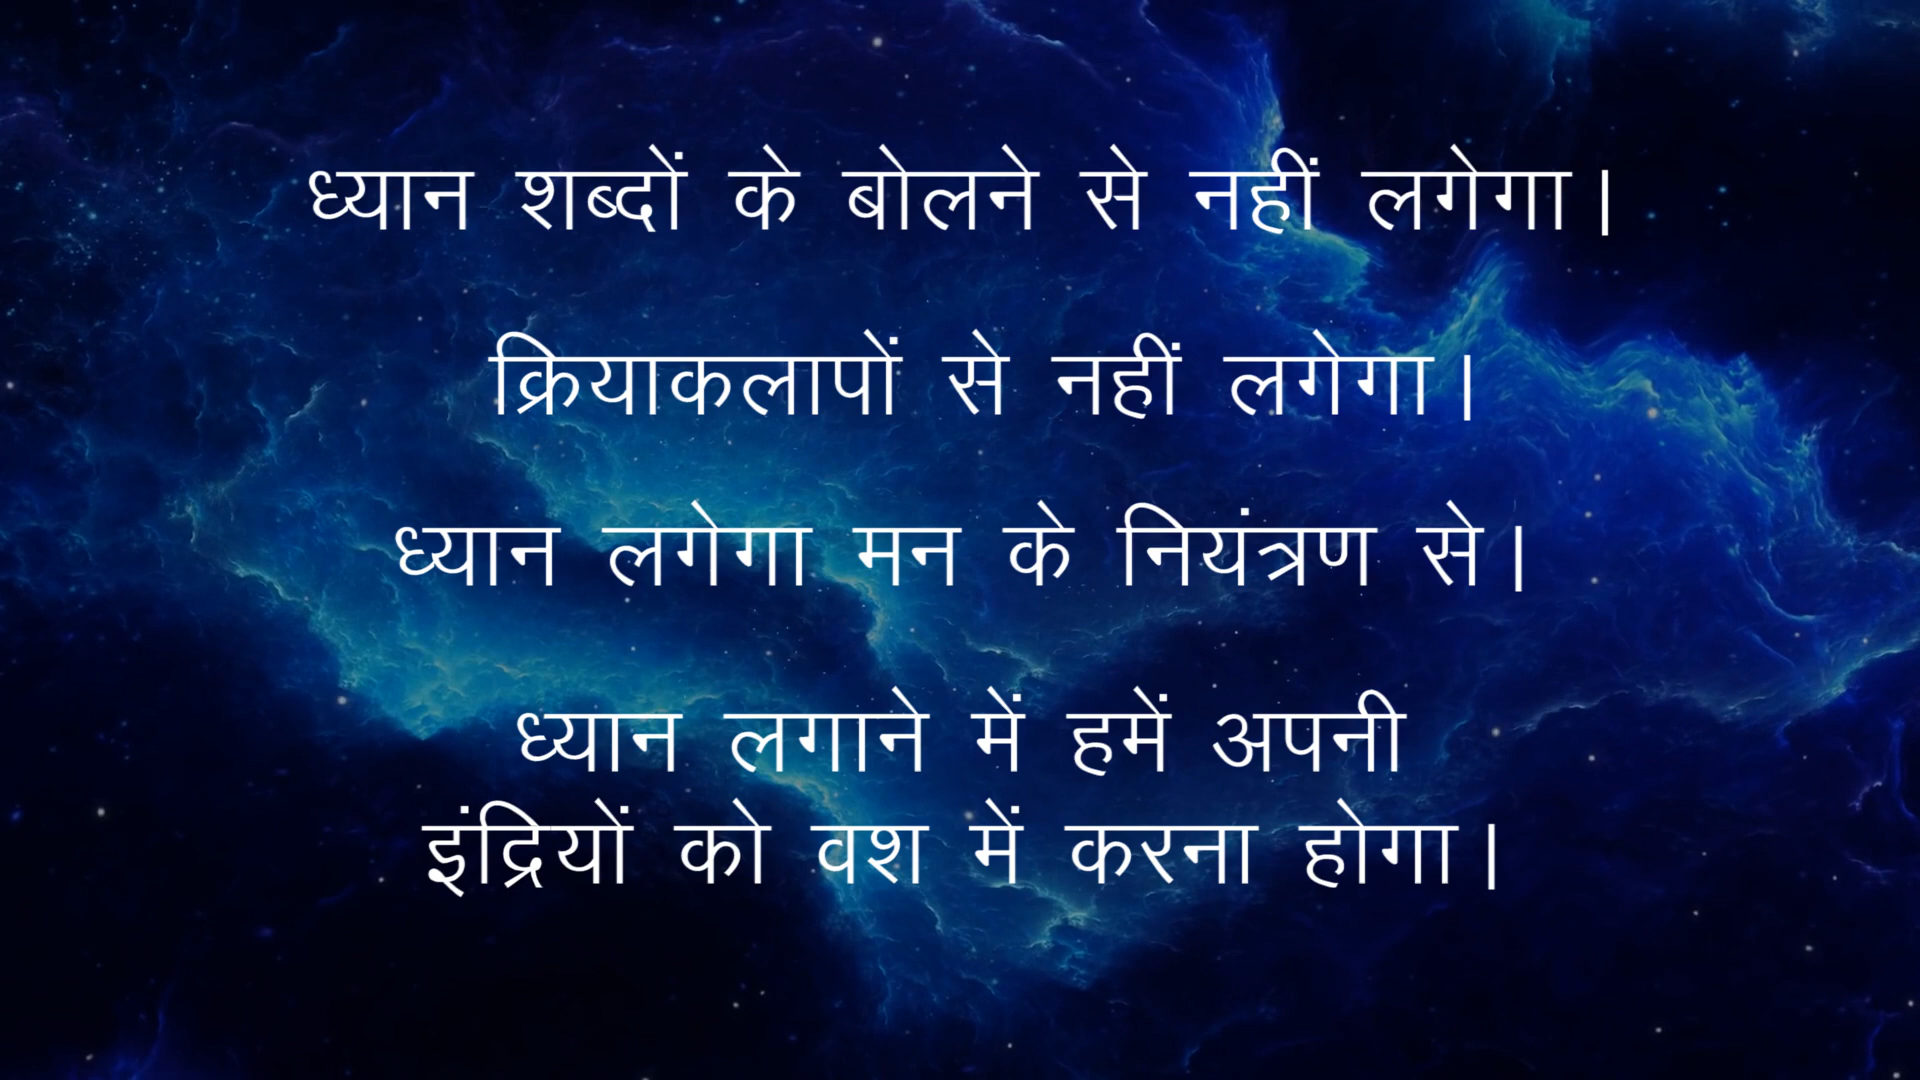 ध्यान शब्दों के बोलने से नहीं लगेगा।
क्रियाकलापों से नहीं लगेगा।
ध्यान लगेगा मन के नियंत्रण से।
ध्यान लगाने में हमें अपनी
इंद्रियों को वश में करना होगा।